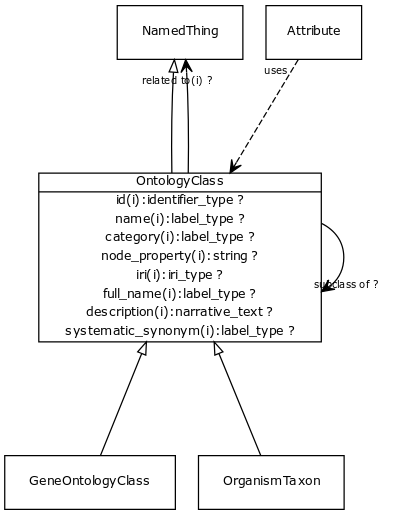 NamedThing
Attribute
related to(i) ?
uses
OntologyClass
id(i):identifier_type ?
name(i):label_type ?
category(i):label_type ?
node_property(i):string ?
iri(i):iri_type ?
full_name(i):label_type ?
description(i):narrative_text ?
systematic_synonym(i):label_type ?
subclass of ?
GeneOntologyClass
OrganismTaxon